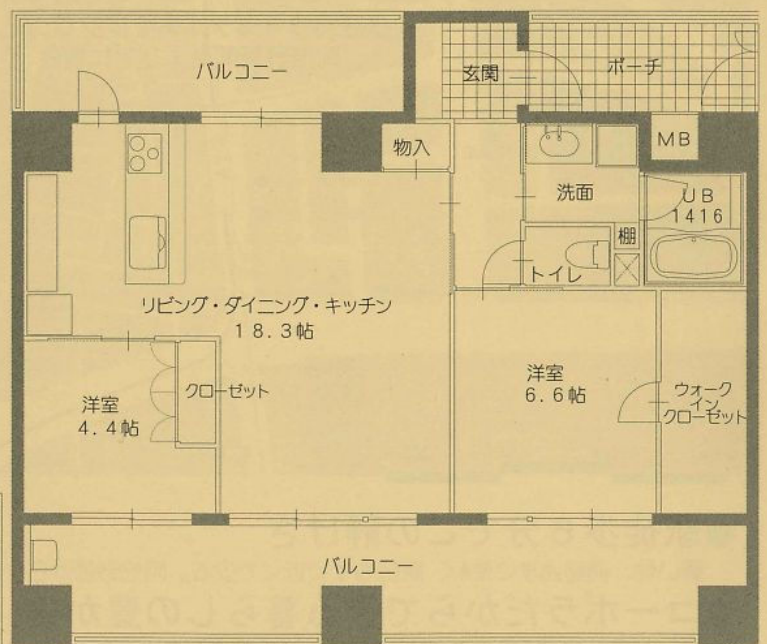 バルコニー
玄関
ポーチ
物入
MB
洗面
UB
1416
棚
トイレ
リビング・ダイニング・キッチン
18.3帖
洋室
4.4帖
クローゼット
洋室
6.6帖
ウォーク
イン
クローゼット
バルコニー